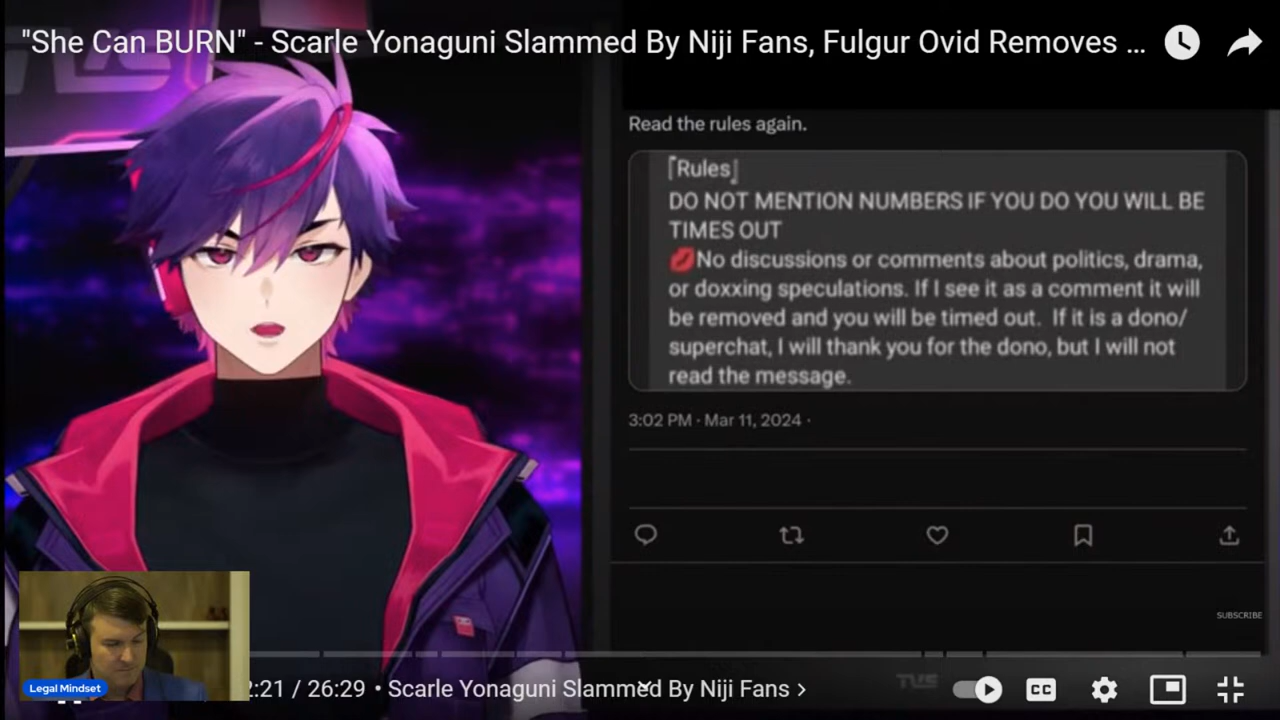 "She Can BURN" - Scarle Yonaguni Slammed By Niji Fans, Fulgur Ovid Removes ...
Read the rules again.
「Rules」
DO NOT MENTION NUMBERS IF YOU DO YOU WILL BE
TIMES OUT
💋No discussions or comments about politics, drama,
or doxxing speculations. If I see it as a comment it will
be removed and you will be timed out. If it is a dono/
superchat, I will thank you for the dono, but I will not
read the message.
3:02 PM · Mar 11, 2024 ·
SUBSCRIBE
Legal Mindset
2:21 / 26:29 • Scarle Yonaguni Slammed By Niji Fans >
TVS
CC